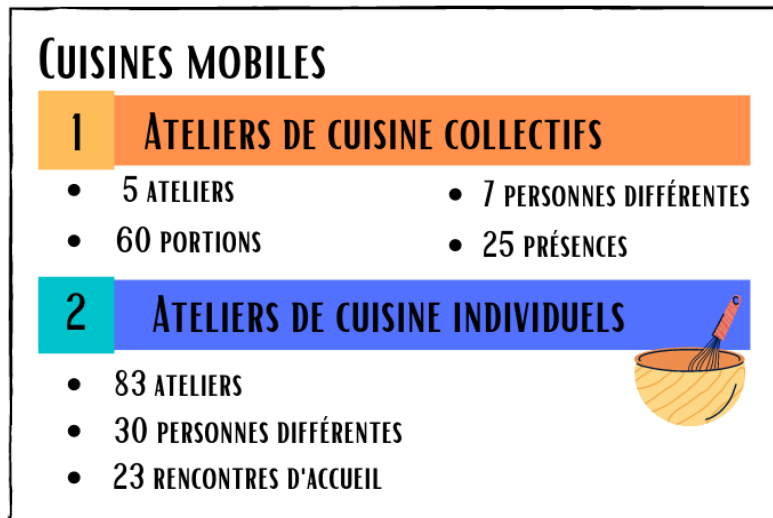 Cuisines mobiles
1 Ateliers de cuisine collectifs
• 5 ateliers
• 60 portions
• 7 personnes différentes
• 25 présences
2 Ateliers de cuisine individuels
• 83 ateliers
• 30 personnes différentes
• 23 rencontres d'accueil